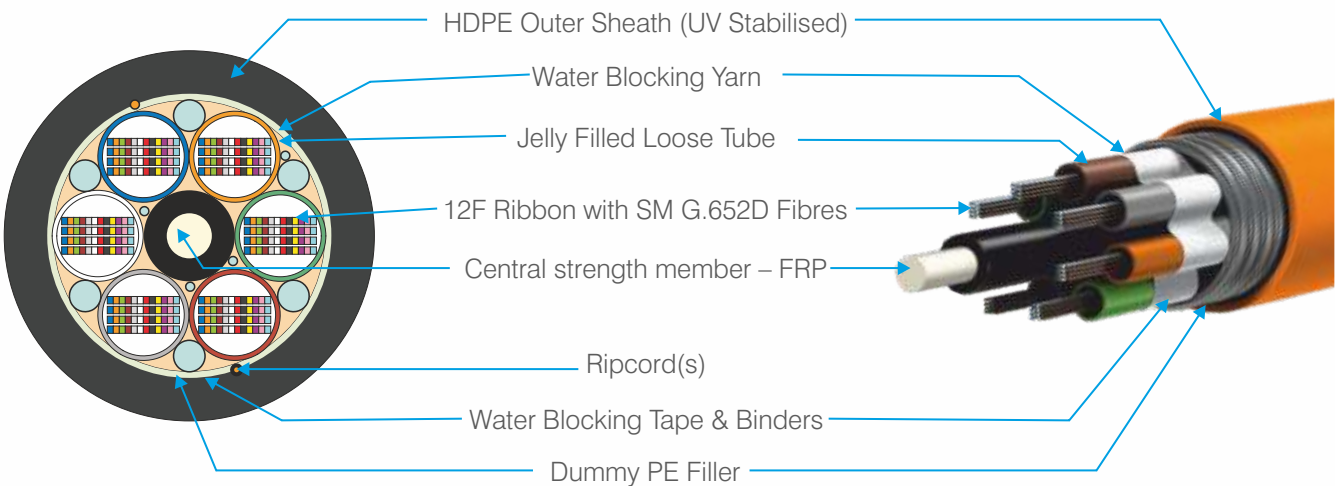 HDPE Outer Sheath (UV Stabilised)
Water Blocking Yarn
Jelly Filled Loose Tube
12F Ribbon with SM G.652D Fibres
Central strength member – FRP
Ripcord(s)
Water Blocking Tape & Binders
Dummy PE Filler